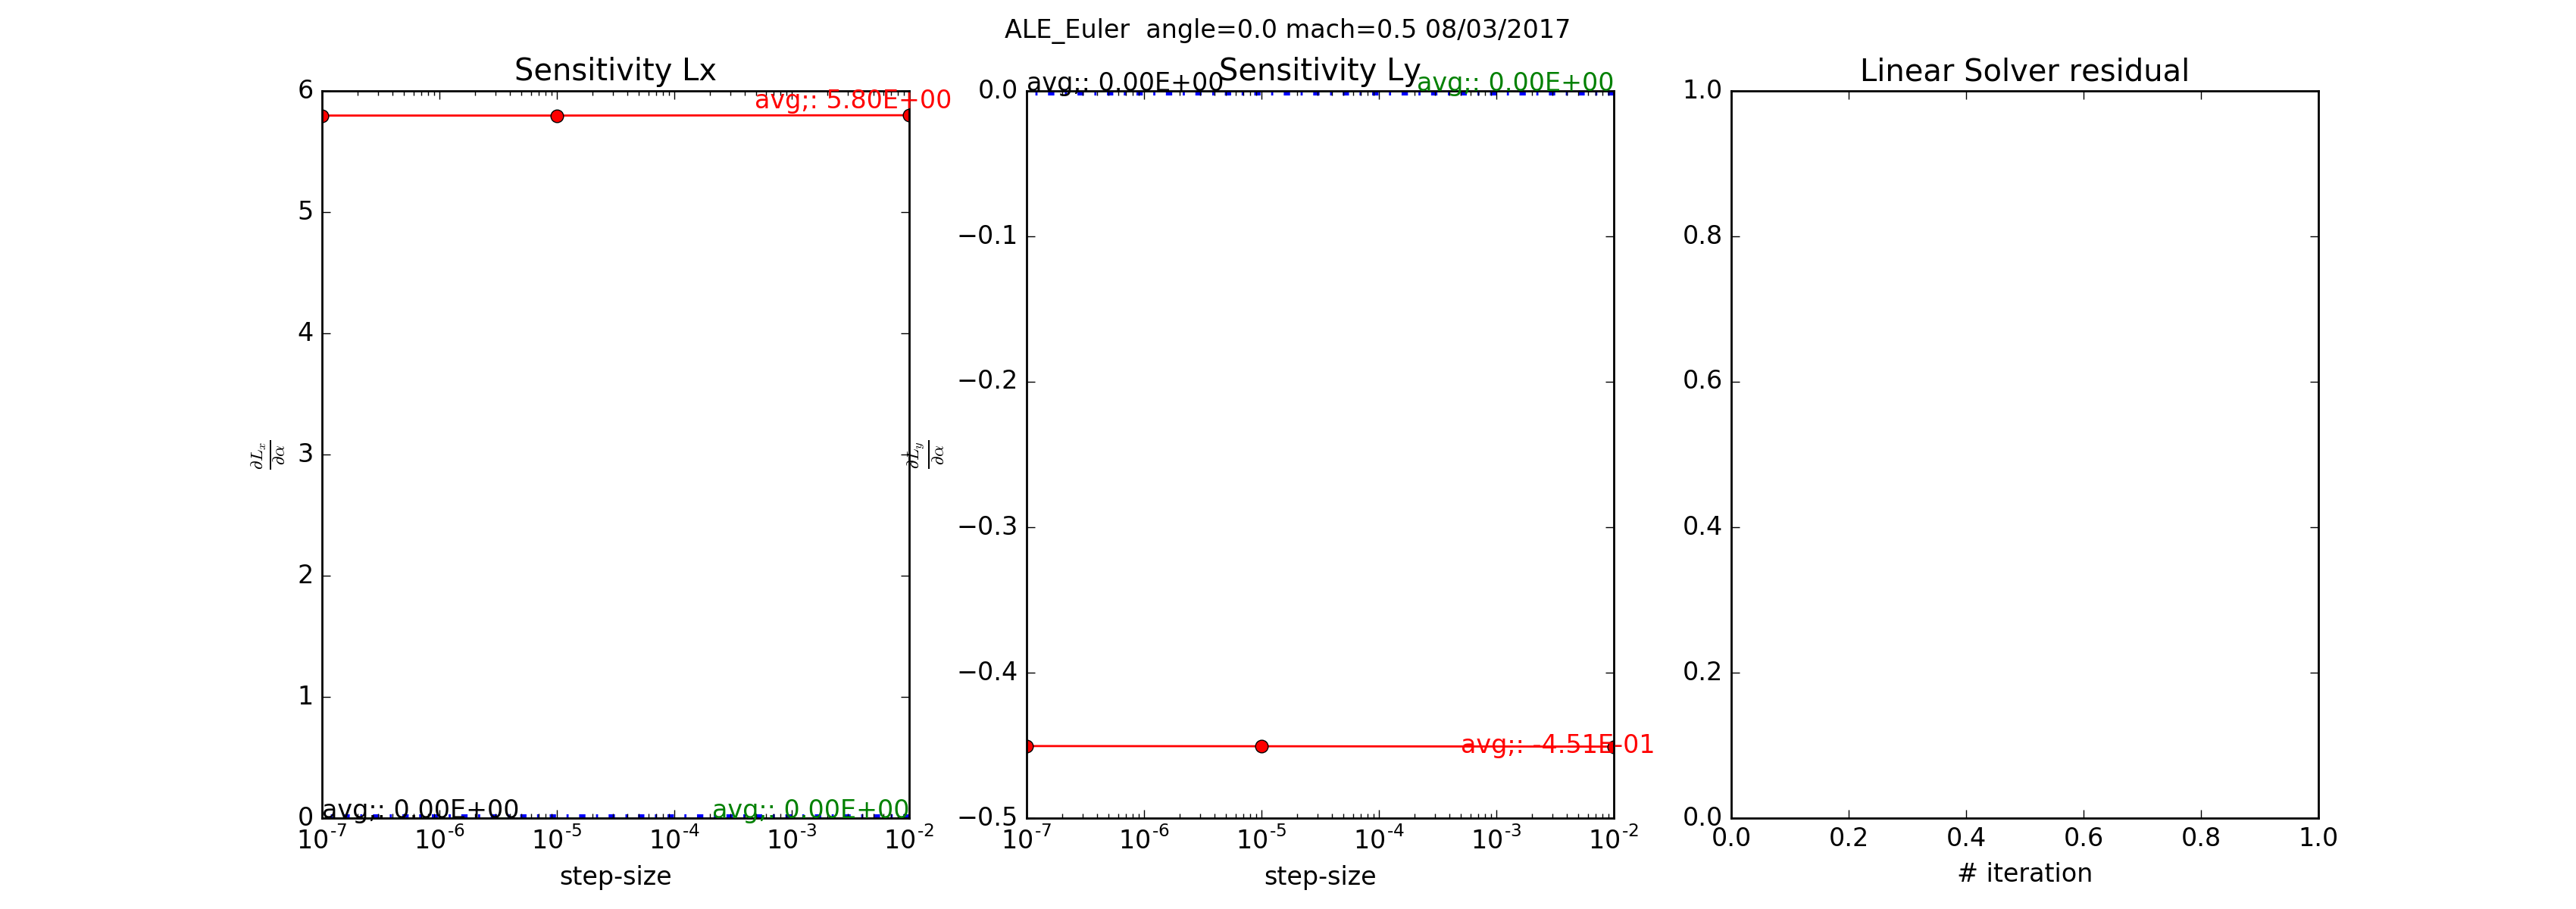 ALE_Euler  angle=0.0 mach=0.5 08/03/2017
Sensitivity Lx
avg;: 5.80E+00
6
5
4
3
2
1
0
∂Lx/∂α
avg;: 0.00E+00
avg;: 0.00E+00
10^-7 10^-6 10^-5 10^-4 10^-3 10^-2
step-size
Sensitivity Ly
avg;: 0.00E+00
avg;: 0.00E+00
0.0
−0.1
−0.2
−0.3
−0.4
−0.5
∂Ly/∂α
avg;: -4.51E-01
10^-7 10^-6 10^-5 10^-4 10^-3 10^-2
step-size
Linear Solver residual
1.0
0.8
0.6
0.4
0.2
0.0
0.0 0.2 0.4 0.6 0.8 1.0
# iteration